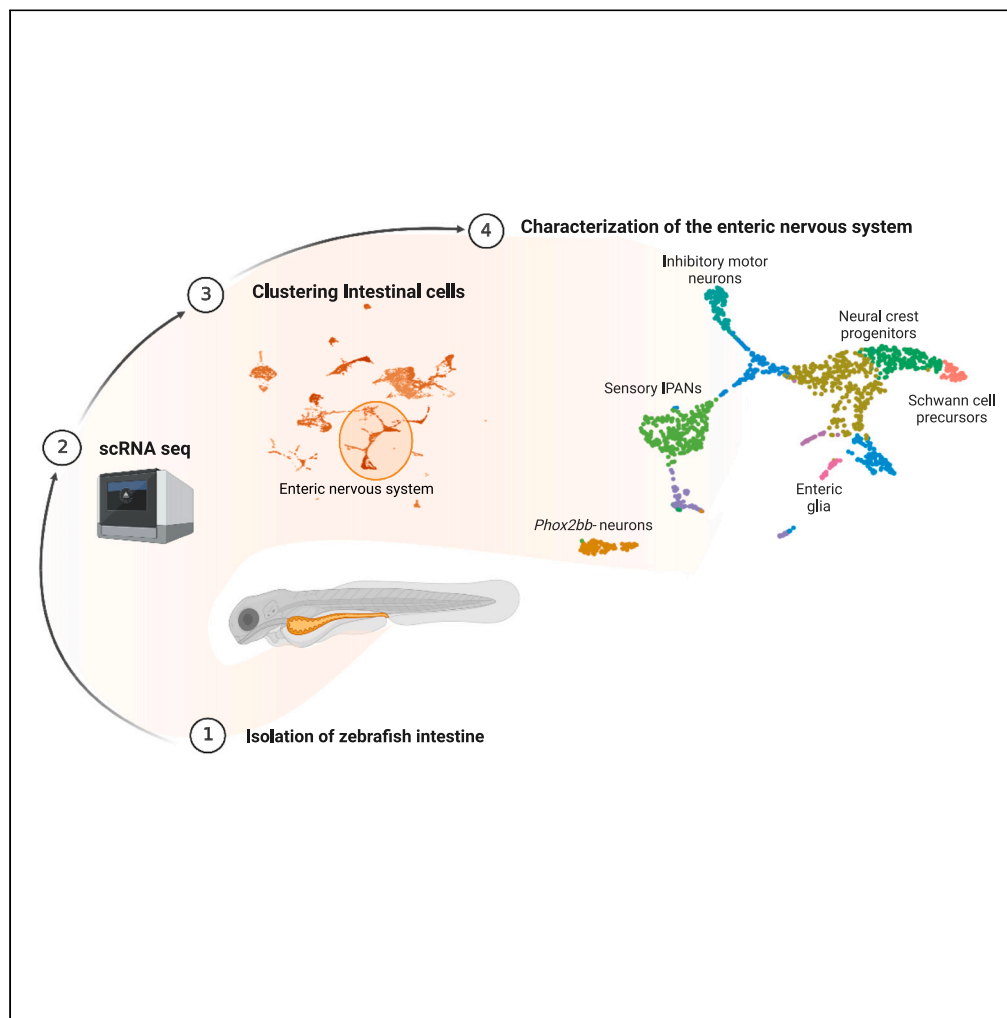 4
Characterization of the enteric nervous system
Inhibitory motor
neurons
3
Clustering Intestinal cells
Neural crest
progenitors
Sensory IPANs
Schwann cell
precursors
2
scRNA seq
Enteric nervous system
Enteric
glia
Phox2bb- neurons
1
Isolation of zebrafish intestine